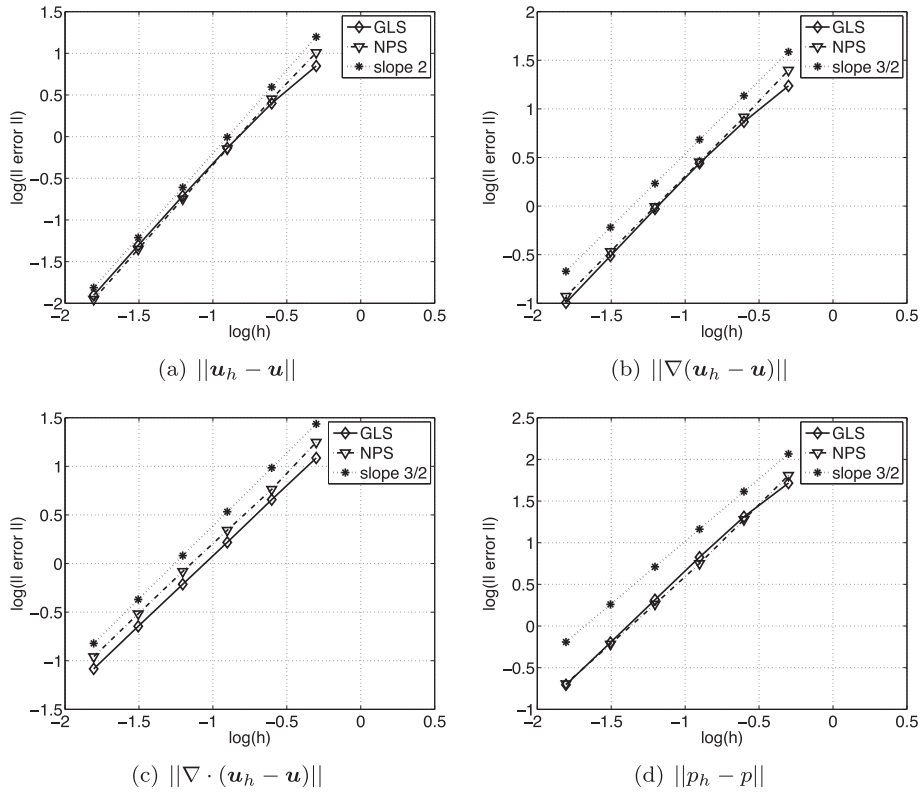 1.5
1
0.5
0
−0.5
−1
−1.5
−2
−2
−1.5
−1
−0.5
0
0.5
log(|| error ||)
log(h)
GLS
NPS
slope 2
(a) ||u_h − u||
2
1.5
1
0.5
0
−0.5
−1
−2
−1.5
−1
−0.5
0
0.5
log(|| error ||)
log(h)
GLS
NPS
slope 3/2
(b) ||∇(u_h − u)||
1.5
1
0.5
0
−0.5
−1
−1.5
−2
−1.5
−1
−0.5
0
0.5
log(|| error ||)
log(h)
GLS
NPS
slope 3/2
(c) ||∇ · (u_h − u)||
2.5
2
1.5
1
0.5
0
−0.5
−1
−2
−1.5
−1
−0.5
0
0.5
log(|| error ||)
log(h)
GLS
NPS
slope 3/2
(d) ||p_h − p||